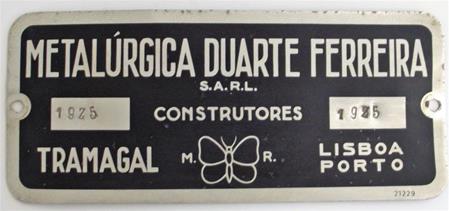 METALÚRGICA DUARTE FERREIRA
S.A.R.L.
1925 CONSTRUTORES 1935
TRAMAGAL M. R. LISBOA
PORTO
21229